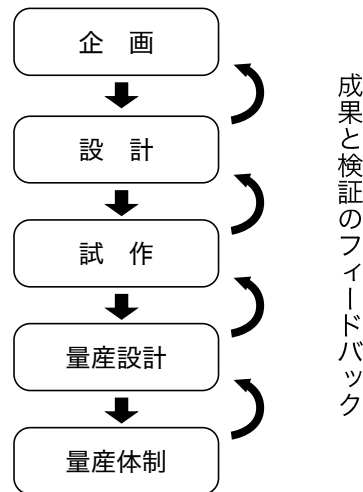 企　画
設　計
試　作
量産設計
量産体制
成果と検証のフィードバック